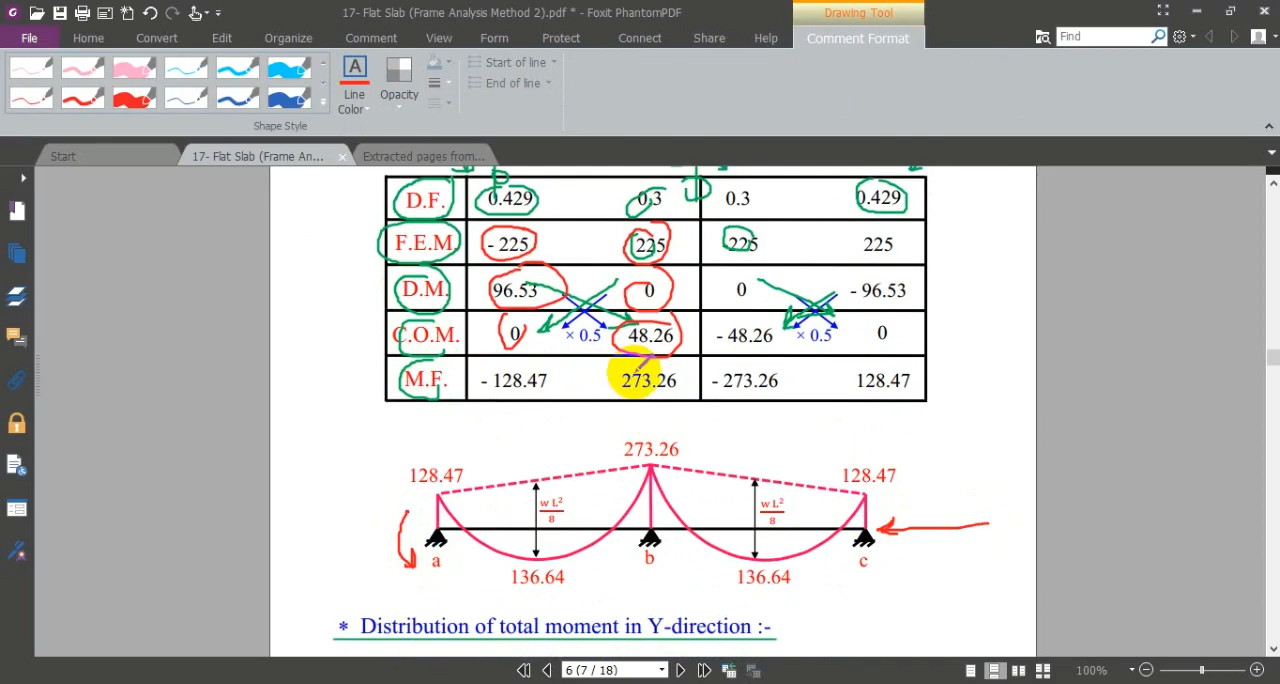 17- Flat Slab (Frame Analysis Method 2).pdf * - Foxit PhantomPDF
Drawing Tool
File Home Convert Edit Organize Comment View Form Protect Connect Share Help Comment Format
Find
Line Color
Opacity
Start of line
End of line
Shape Style
Start
17- Flat Slab (Frame An...
Extracted pages from...
D.F. 0.429 0.3 0.3 0.429
F.E.M. - 225 225 225 225
D.M. 96.53 0 0 - 96.53
C.O.M. 0 × 0.5 48.26 - 48.26 × 0.5 0
M.F. - 128.47 273.26 - 273.26 128.47
273.26
128.47 128.47
w L² w L²
8 8
a b c
136.64 136.64
* Distribution of total moment in Y-direction :-
6 (7 / 18)
100%